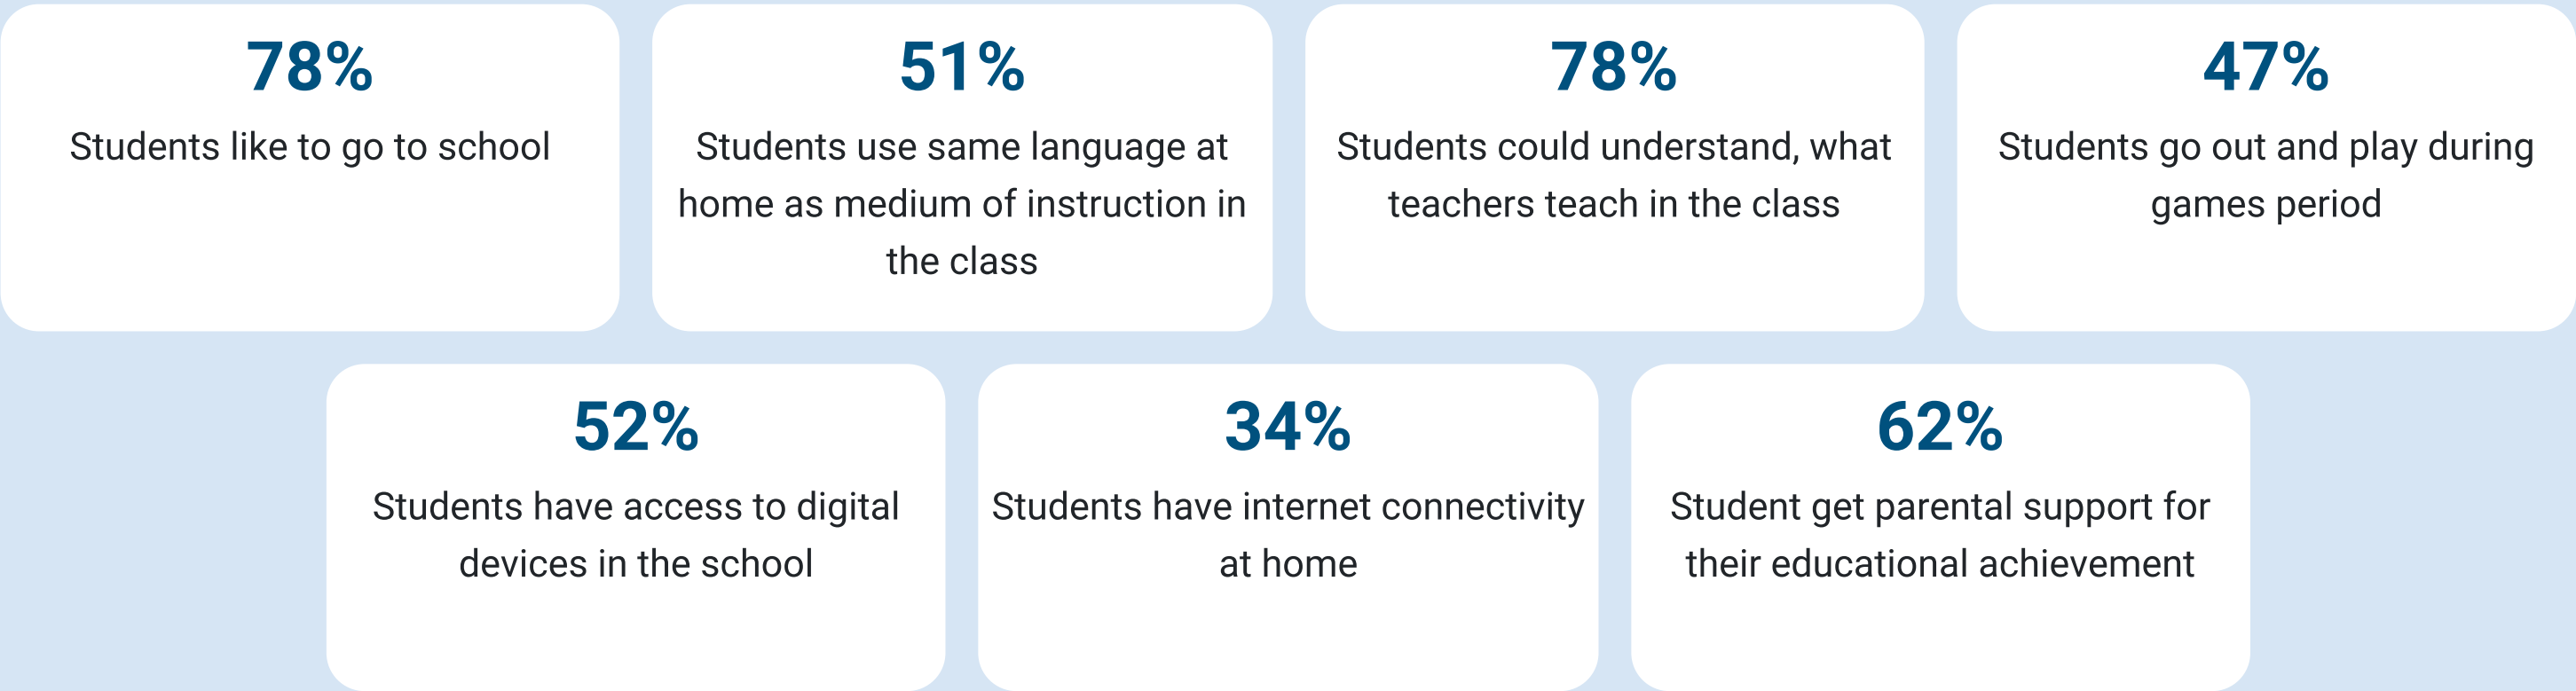 78%
Students like to go to school
51%
Students use same language at
home as medium of instruction in
the class
78%
Students could understand, what
teachers teach in the class
47%
Students go out and play during
games period
52%
Students have access to digital
devices in the school
34%
Students have internet connectivity
at home
62%
Student get parental support for
their educational achievement